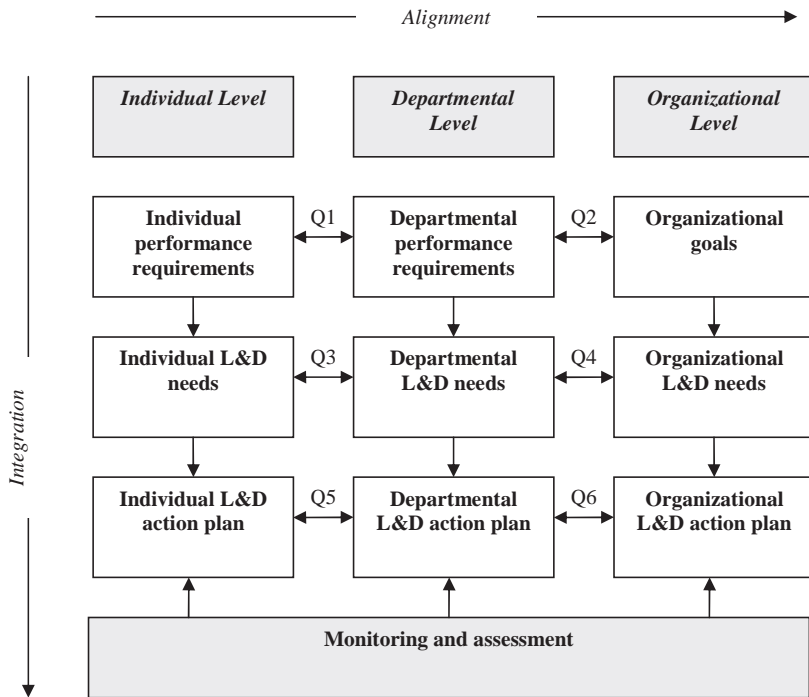 Alignment
Individual Level
Departmental
Level
Organizational
Level
Individual
performance
requirements
Q1
Departmental
performance
requirements
Q2
Organizational
goals
Individual L&D
needs
Q3
Departmental
L&D needs
Q4
Organizational
L&D needs
Integration
Individual L&D
action plan
Q5
Departmental
L&D action plan
Q6
Organizational
L&D action plan
Monitoring and assessment